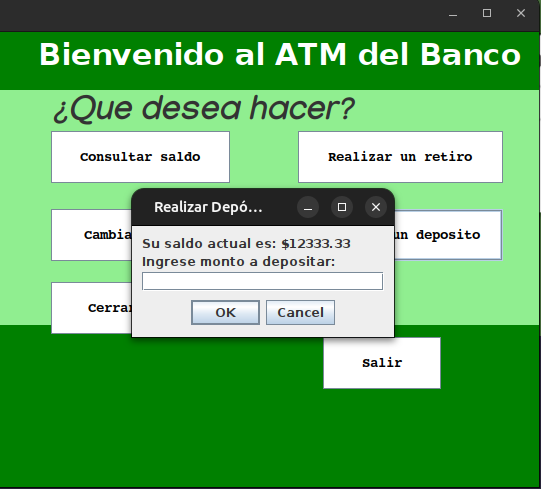 Bienvenido al ATM del Banco
¿Que desea hacer?
Consultar saldo
Realizar un retiro
Cambia
un deposito
Realizar Depó...
Su saldo actual es: $12333.33
Ingrese monto a depositar:
OK
Cancel
Cerrar
Salir